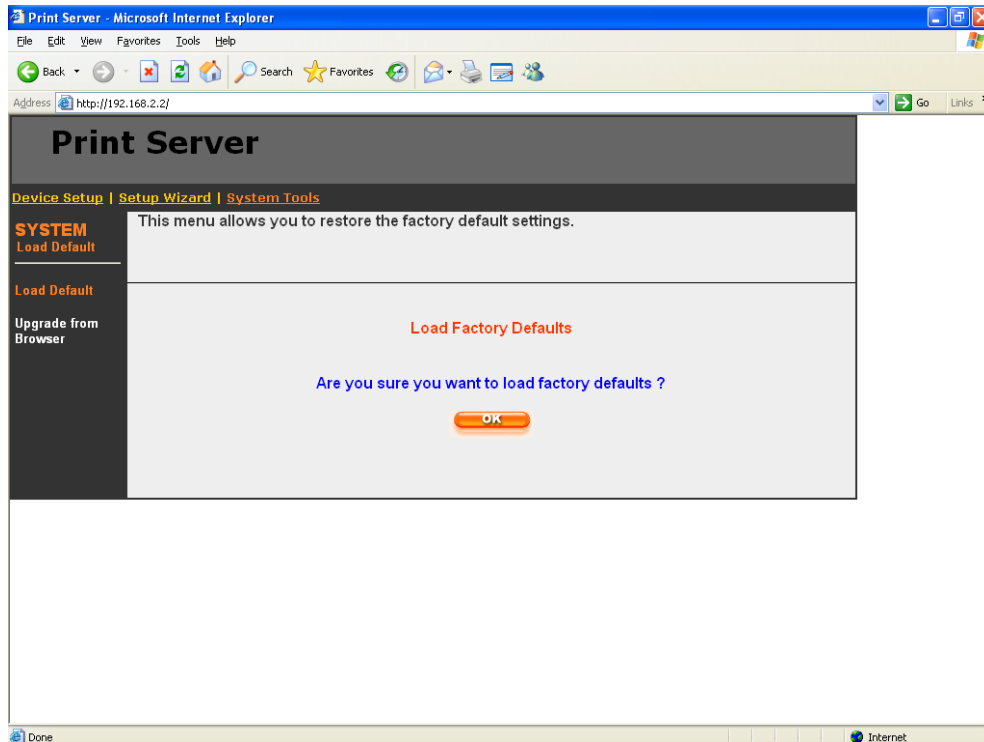 Print Server - Microsoft Internet Explorer
File Edit View Favorites Tools Help
Back Search Favorites
Address http://192.168.2.2/ Go Links
Print Server
Device Setup | Setup Wizard | System Tools
SYSTEM
Load Default
Load Default
Upgrade from
Browser
This menu allows you to restore the factory default settings.
Load Factory Defaults
Are you sure you want to load factory defaults ?
OK
Done Internet